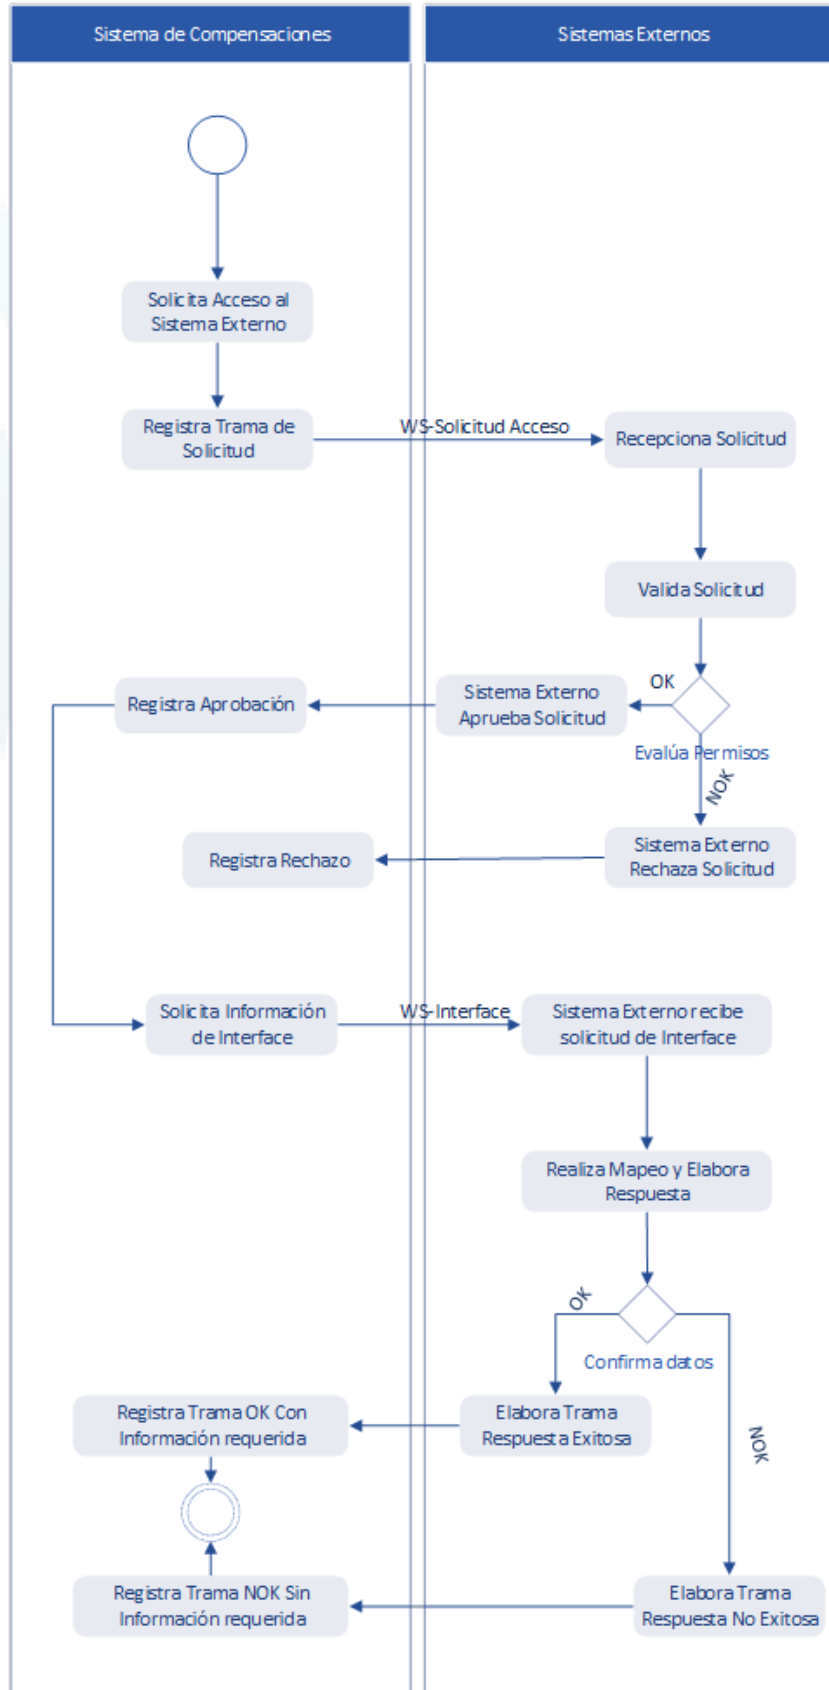 Sistema de Compensaciones
Sistemas Externos
Solicita Acceso al
Sistema Externo
Registra Trama de
Solicitud
WS-Solicitud Acceso
Recepciona Solicitud
Valida Solicitud
OK
Sistema Externo
Aprueba Solicitud
Registra Aprobación
Evalúa Permisos
NOK
Sistema Externo
Rechaza Solicitud
Registra Rechazo
Solicita Información
de Interface
WS-Interface
Sistema Externo recibe
solicitud de Interface
Realiza Mapeo y Elabora
Respuesta
OK
Confirma datos
NOK
Elabora Trama
Respuesta Exitosa
Registra Trama OK Con
Información requerida
Registra Trama NOK Sin
Información requerida
Elabora Trama
Respuesta No Exitosa